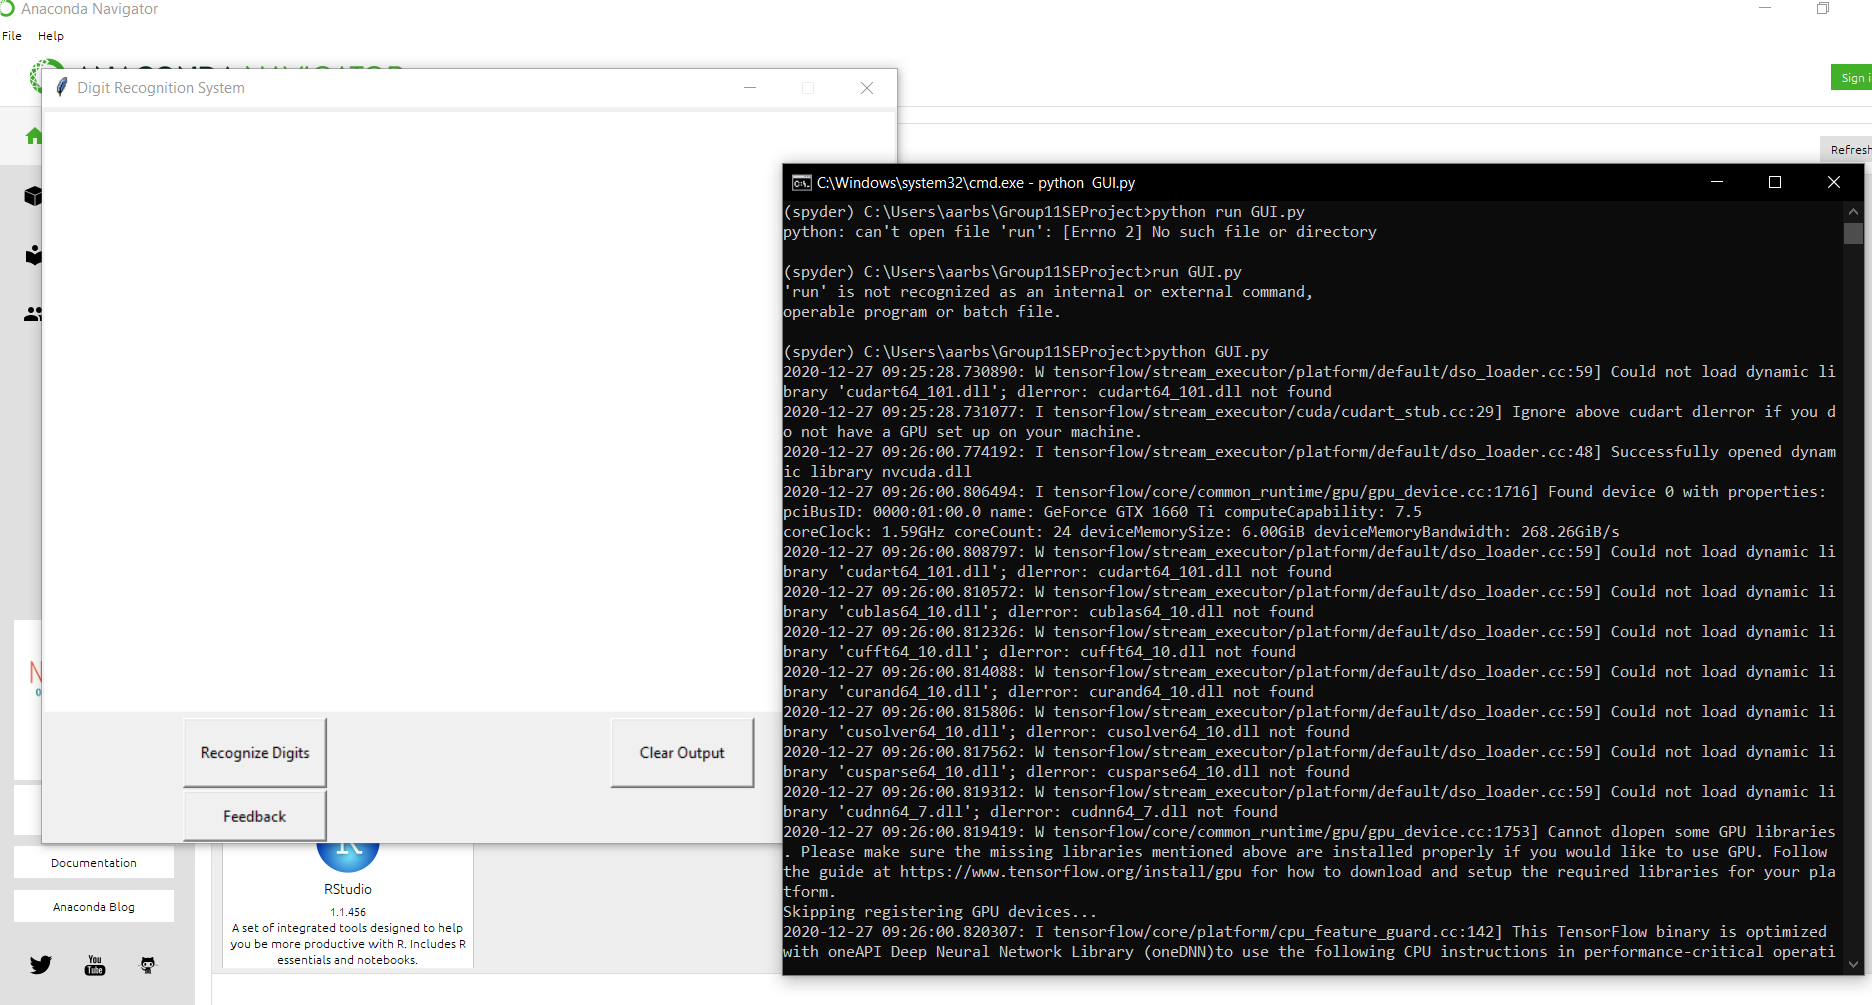 Anaconda Navigator
File Help
Sign i
Digit Recognition System
Refresh
C:\Windows\system32\cmd.exe - python  GUI.py
(spyder) C:\Users\aarbs\Group11SEProject>python run GUI.py
python: can't open file 'run': [Errno 2] No such file or directory
(spyder) C:\Users\aarbs\Group11SEProject>run GUI.py
'run' is not recognized as an internal or external command,
operable program or batch file.
(spyder) C:\Users\aarbs\Group11SEProject>python GUI.py
2020-12-27 09:25:28.730890: W tensorflow/stream_executor/platform/default/dso_loader.cc:59] Could not load dynamic li
brary 'cudart64_101.dll'; dlerror: cudart64_101.dll not found
2020-12-27 09:25:28.731077: I tensorflow/stream_executor/cuda/cudart_stub.cc:29] Ignore above cudart dlerror if you d
o not have a GPU set up on your machine.
2020-12-27 09:26:00.774192: I tensorflow/stream_executor/platform/default/dso_loader.cc:48] Successfully opened dynam
ic library nvcuda.dll
2020-12-27 09:26:00.806494: I tensorflow/core/common_runtime/gpu/gpu_device.cc:1716] Found device 0 with properties:
pciBusID: 0000:01:00.0 name: GeForce GTX 1660 Ti computeCapability: 7.5
coreClock: 1.59GHz coreCount: 24 deviceMemorySize: 6.00GiB deviceMemoryBandwidth: 268.26GiB/s
2020-12-27 09:26:00.808797: W tensorflow/stream_executor/platform/default/dso_loader.cc:59] Could not load dynamic li
brary 'cudart64_101.dll'; dlerror: cudart64_101.dll not found
2020-12-27 09:26:00.810572: W tensorflow/stream_executor/platform/default/dso_loader.cc:59] Could not load dynamic li
brary 'cublas64_10.dll'; dlerror: cublas64_10.dll not found
2020-12-27 09:26:00.812326: W tensorflow/stream_executor/platform/default/dso_loader.cc:59] Could not load dynamic li
brary 'cufft64_10.dll'; dlerror: cufft64_10.dll not found
2020-12-27 09:26:00.814088: W tensorflow/stream_executor/platform/default/dso_loader.cc:59] Could not load dynamic li
brary 'curand64_10.dll'; dlerror: curand64_10.dll not found
2020-12-27 09:26:00.815806: W tensorflow/stream_executor/platform/default/dso_loader.cc:59] Could not load dynamic li
brary 'cusolver64_10.dll'; dlerror: cusolver64_10.dll not found
2020-12-27 09:26:00.817562: W tensorflow/stream_executor/platform/default/dso_loader.cc:59] Could not load dynamic li
brary 'cusparse64_10.dll'; dlerror: cusparse64_10.dll not found
2020-12-27 09:26:00.819312: W tensorflow/stream_executor/platform/default/dso_loader.cc:59] Could not load dynamic li
brary 'cudnn64_7.dll'; dlerror: cudnn64_7.dll not found
2020-12-27 09:26:00.819419: W tensorflow/core/common_runtime/gpu/gpu_device.cc:1753] Cannot dlopen some GPU libraries
. Please make sure the missing libraries mentioned above are installed properly if you would like to use GPU. Follow
the guide at https://www.tensorflow.org/install/gpu for how to download and setup the required libraries for your pla
tform.
Skipping registering GPU devices...
2020-12-27 09:26:00.820307: I tensorflow/core/platform/cpu_feature_guard.cc:142] This TensorFlow binary is optimized
with oneAPI Deep Neural Network Library (oneDNN)to use the following CPU instructions in performance-critical operati
Recognize Digits
Clear Output
Feedback
Documentation
Anaconda Blog
You
Tube
RStudio
1.1.456
A set of integrated tools designed to help
you be more productive with R. Includes R
essentials and notebooks.